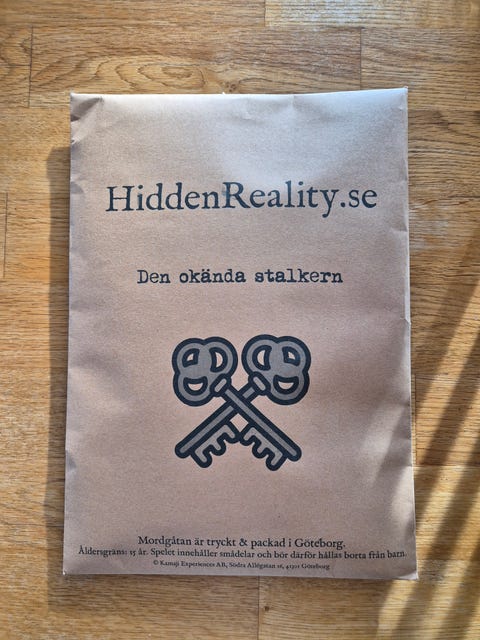 HiddenReality.se
Den okända stalkern
Mordgåtan är tryckt & packad i Göteborg.
Åldersgräns: 15 år. Spelet innehåller smådelar och bör därför hållas borta från barn.
© Kamaji Experiences AB, Södra Allégatan 16, 41301 Göteborg